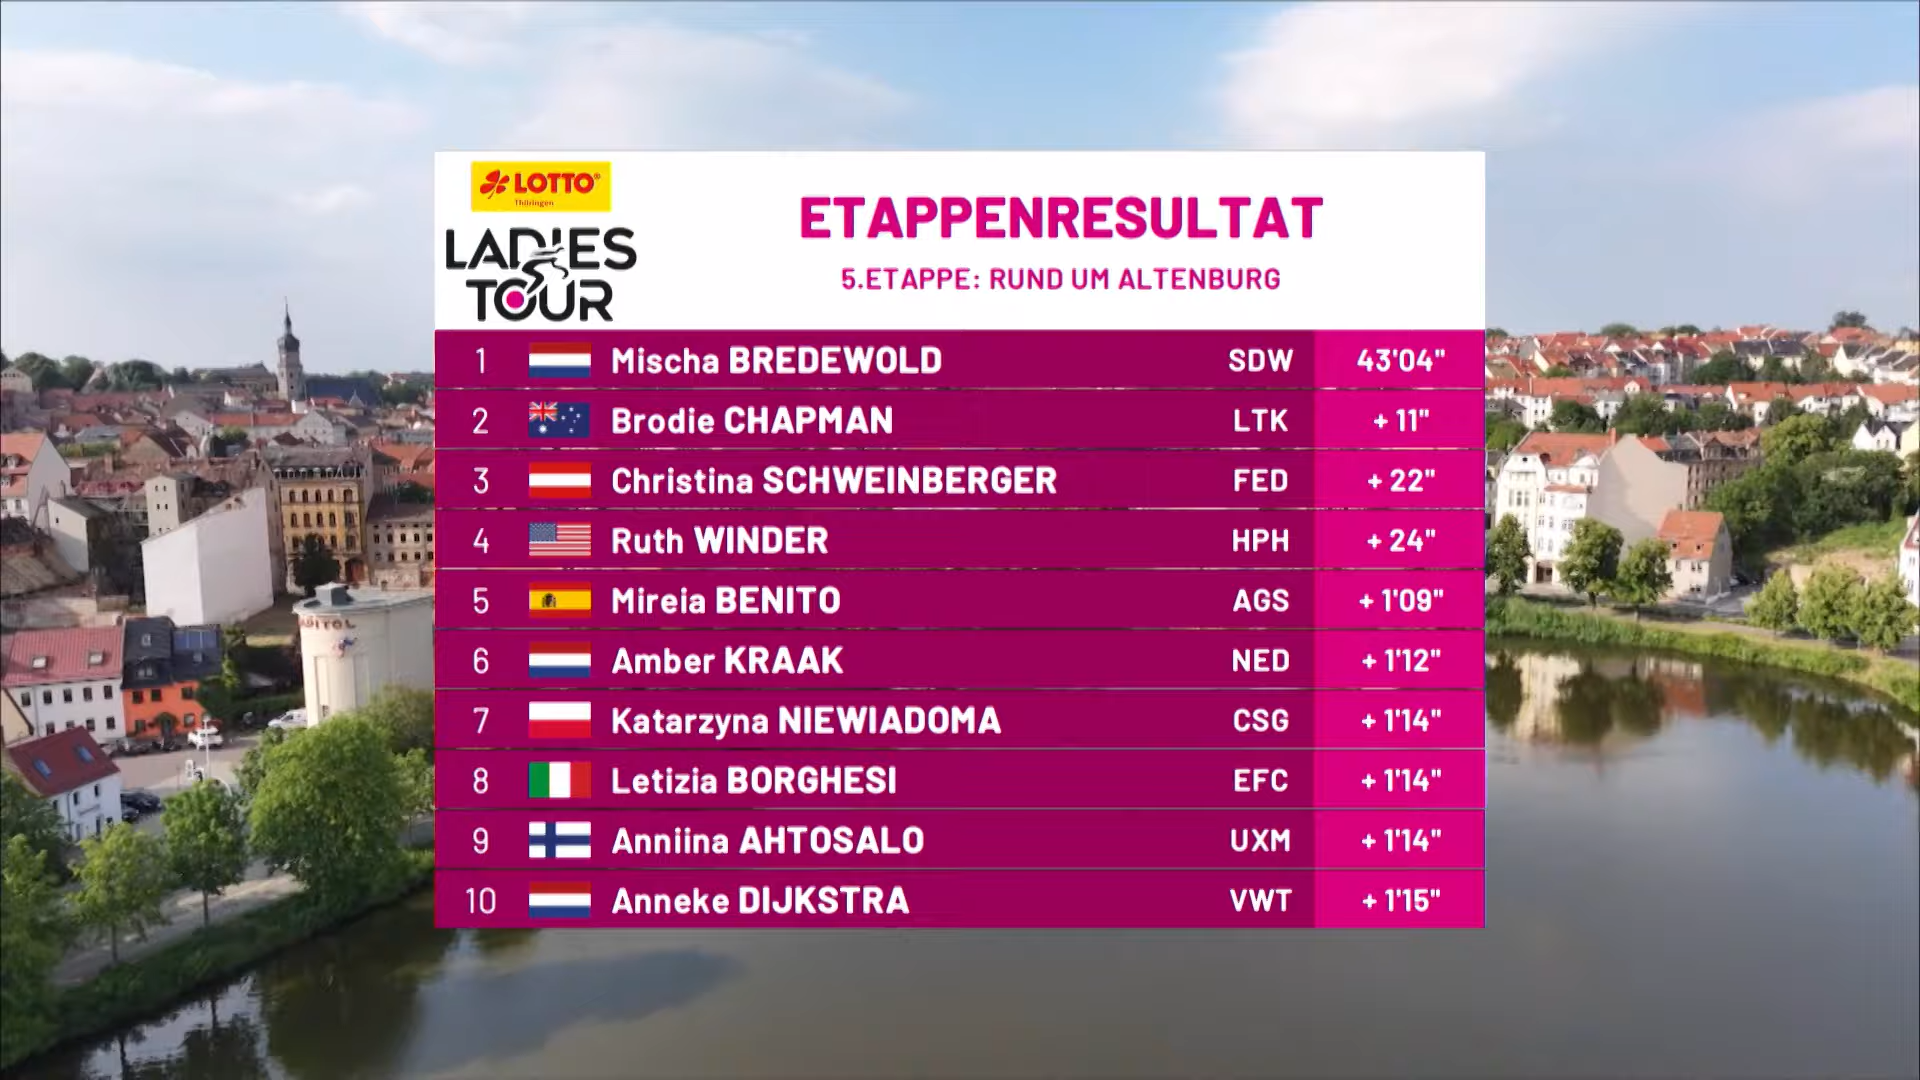 LOTTO®
Thüringen
LADIES
TOUR
ETAPPENRESULTAT
5.ETAPPE: RUND UM ALTENBURG
1 Mischa BREDEWOLD SDW 43'04"
2 Brodie CHAPMAN LTK + 11"
3 Christina SCHWEINBERGER FED + 22"
4 Ruth WINDER HPH + 24"
5 Mireia BENITO AGS + 1'09"
6 Amber KRAAK NED + 1'12"
7 Katarzyna NIEWIADOMA CSG + 1'14"
8 Letizia BORGHESI EFC + 1'14"
9 Anniina AHTOSALO UXM + 1'14"
10 Anneke DIJKSTRA VWT + 1'15"